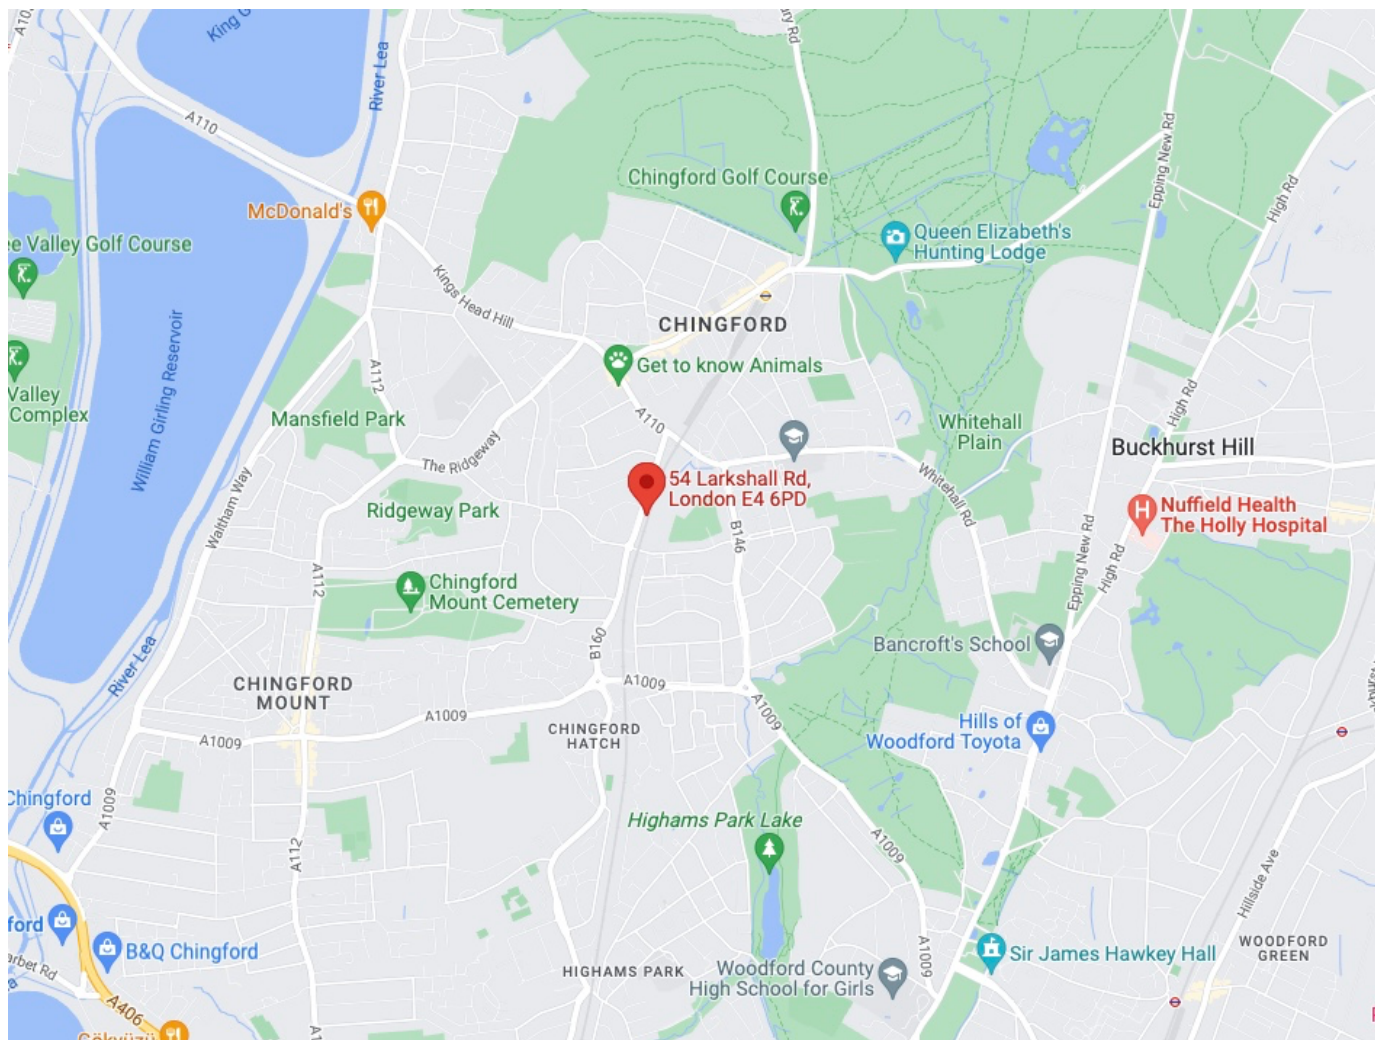 King G
River Lea
A110
McDonald's
ee Valley Golf Course
Valley
Complex
William Girling Reservoir
Kings Head Hill
Chingford Golf Course
Queen Elizabeth's
Hunting Lodge
Epping New Rd
High Rd
CHINGFORD
Get to know Animals
A112
Mansfield Park
A110
The Ridgeway
Whitehall
Plain
High Rd
Buckhurst Hill
54 Larkshall Rd,
London E4 6PD
Waltham Way
Ridgeway Park
B146
Whitehall Rd
Nuffield Health
The Holly Hospital
Epping New Rd
High Rd
A112
Chingford
Mount Cemetery
B160
Bancroft's School
River Lea
CHINGFORD
MOUNT
A1009
A1009
A1009
A1009
CHINGFORD
HATCH
Hills of
Woodford Toyota
Chingford
A1009
A112
Highams Park Lake
A1009
Hillside Ave
ford
B&Q Chingford
arbet Rd
A406
Gökyüzü
HIGHAMS PARK
Woodford County
High School for Girls
A1009
Sir James Hawkey Hall
WOODFORD
GREEN